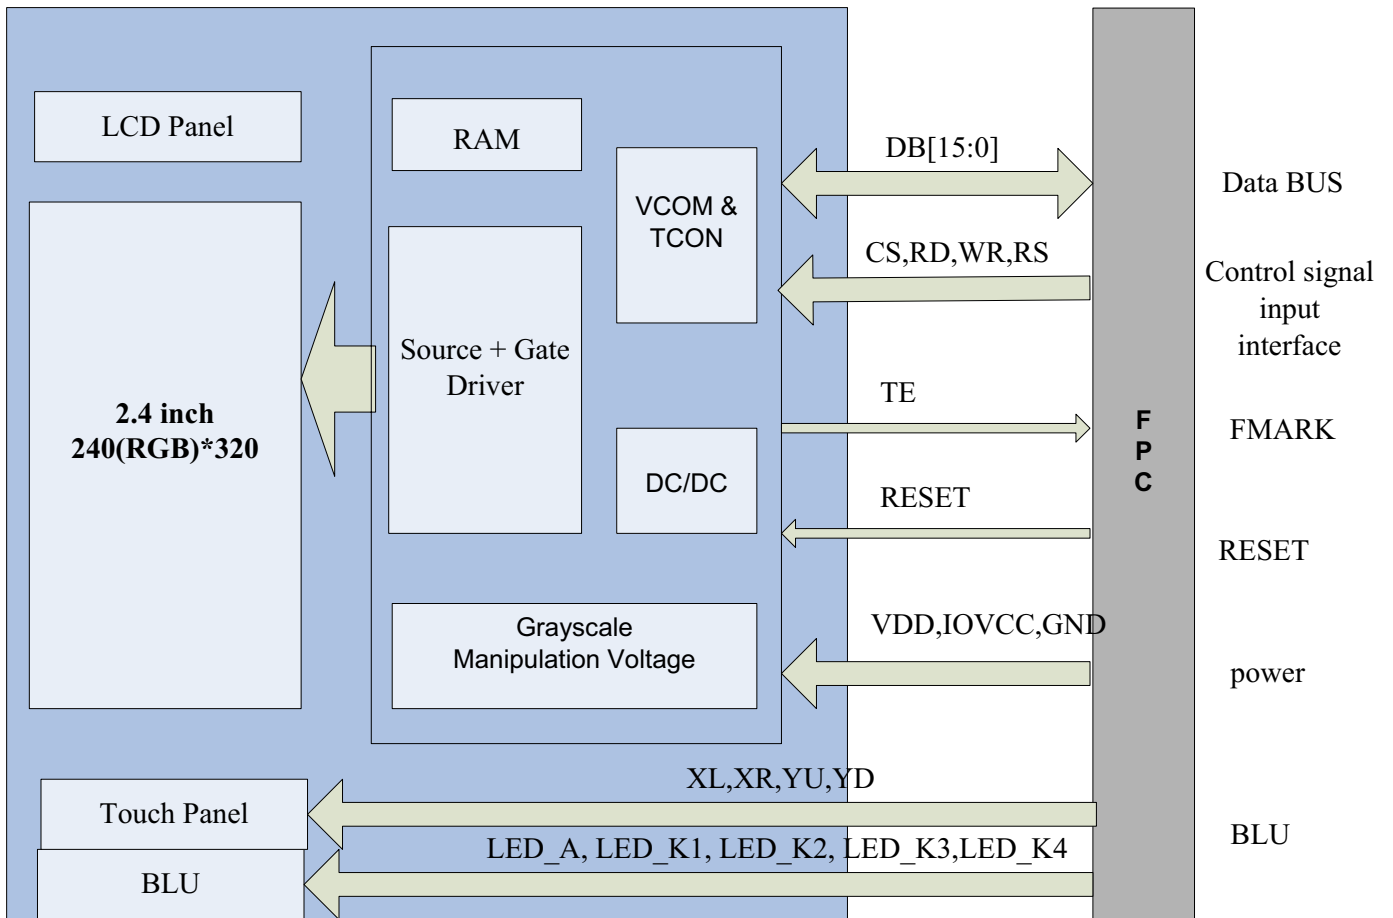 LCD Panel
RAM
DB[15:0]
Data BUS
VCOM &
TCON
CS,RD,WR,RS
Control signal
input
interface
Source + Gate
Driver
2.4 inch
240(RGB)*320
TE
F
P
C
FMARK
DC/DC
RESET
RESET
Grayscale
Manipulation Voltage
VDD,IOVCC,GND
power
XL,XR,YU,YD
Touch Panel
BLU
LED_A, LED_K1, LED_K2, LED_K3,LED_K4
BLU